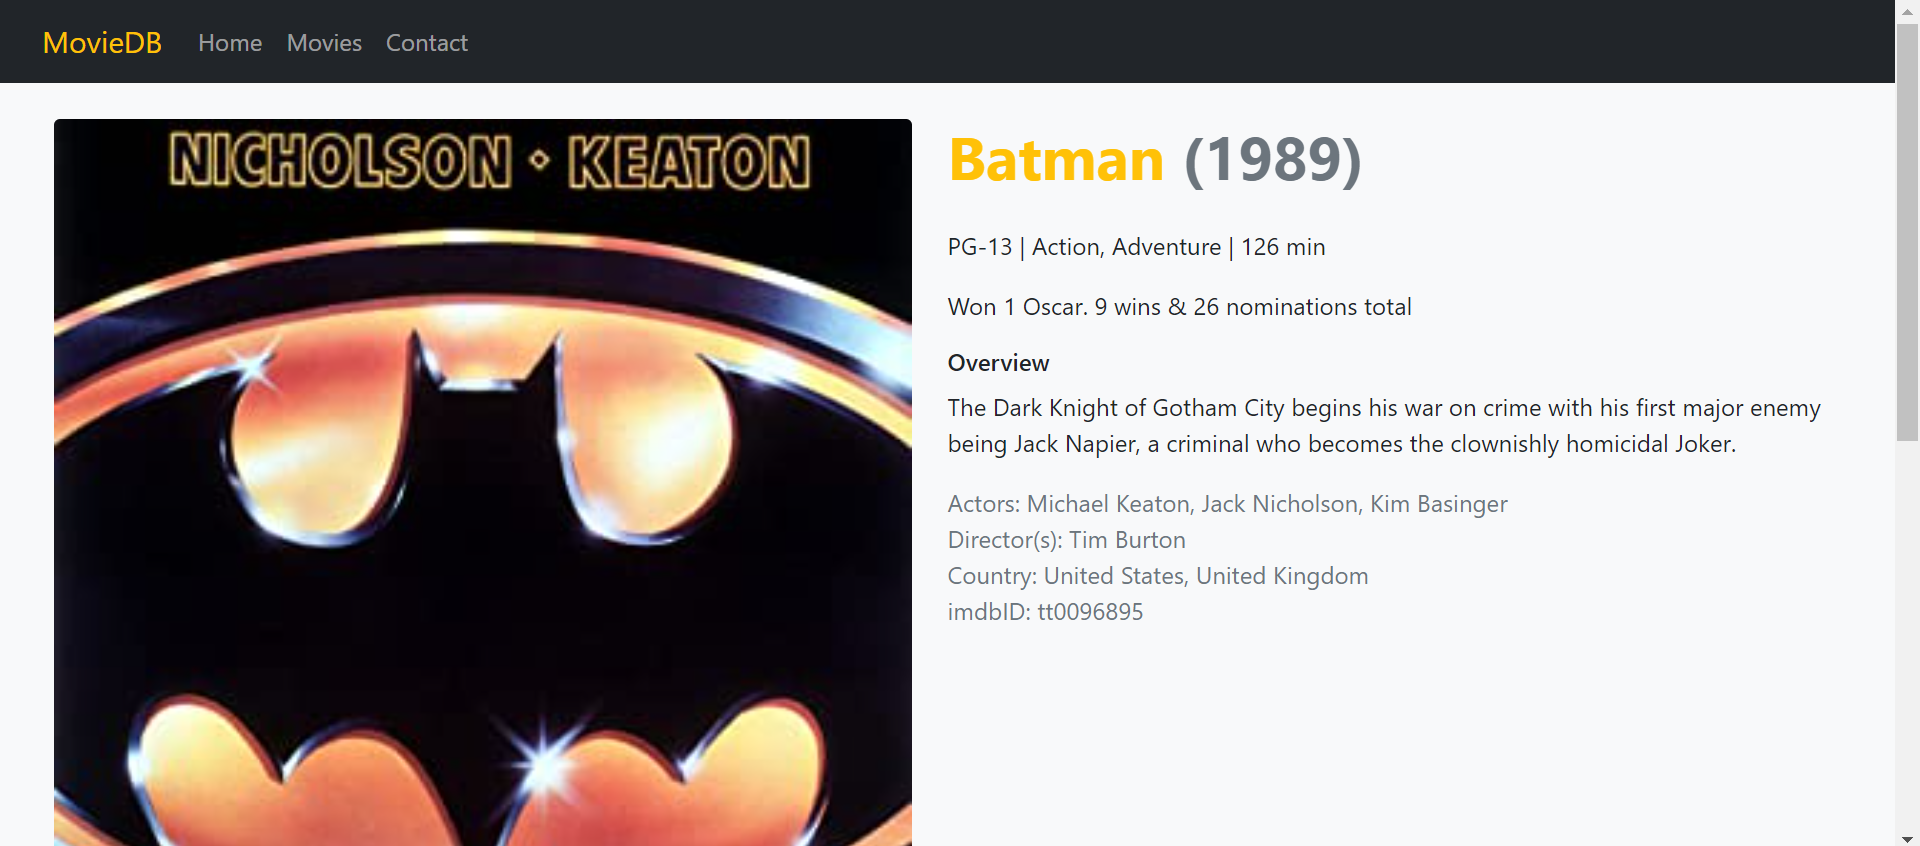 MovieDB Home Movies Contact
NICHOLSON · KEATON
Batman (1989)
PG-13 | Action, Adventure | 126 min
Won 1 Oscar. 9 wins & 26 nominations total
Overview
The Dark Knight of Gotham City begins his war on crime with his first major enemy
being Jack Napier, a criminal who becomes the clownishly homicidal Joker.
Actors: Michael Keaton, Jack Nicholson, Kim Basinger
Director(s): Tim Burton
Country: United States, United Kingdom
imdbID: tt0096895